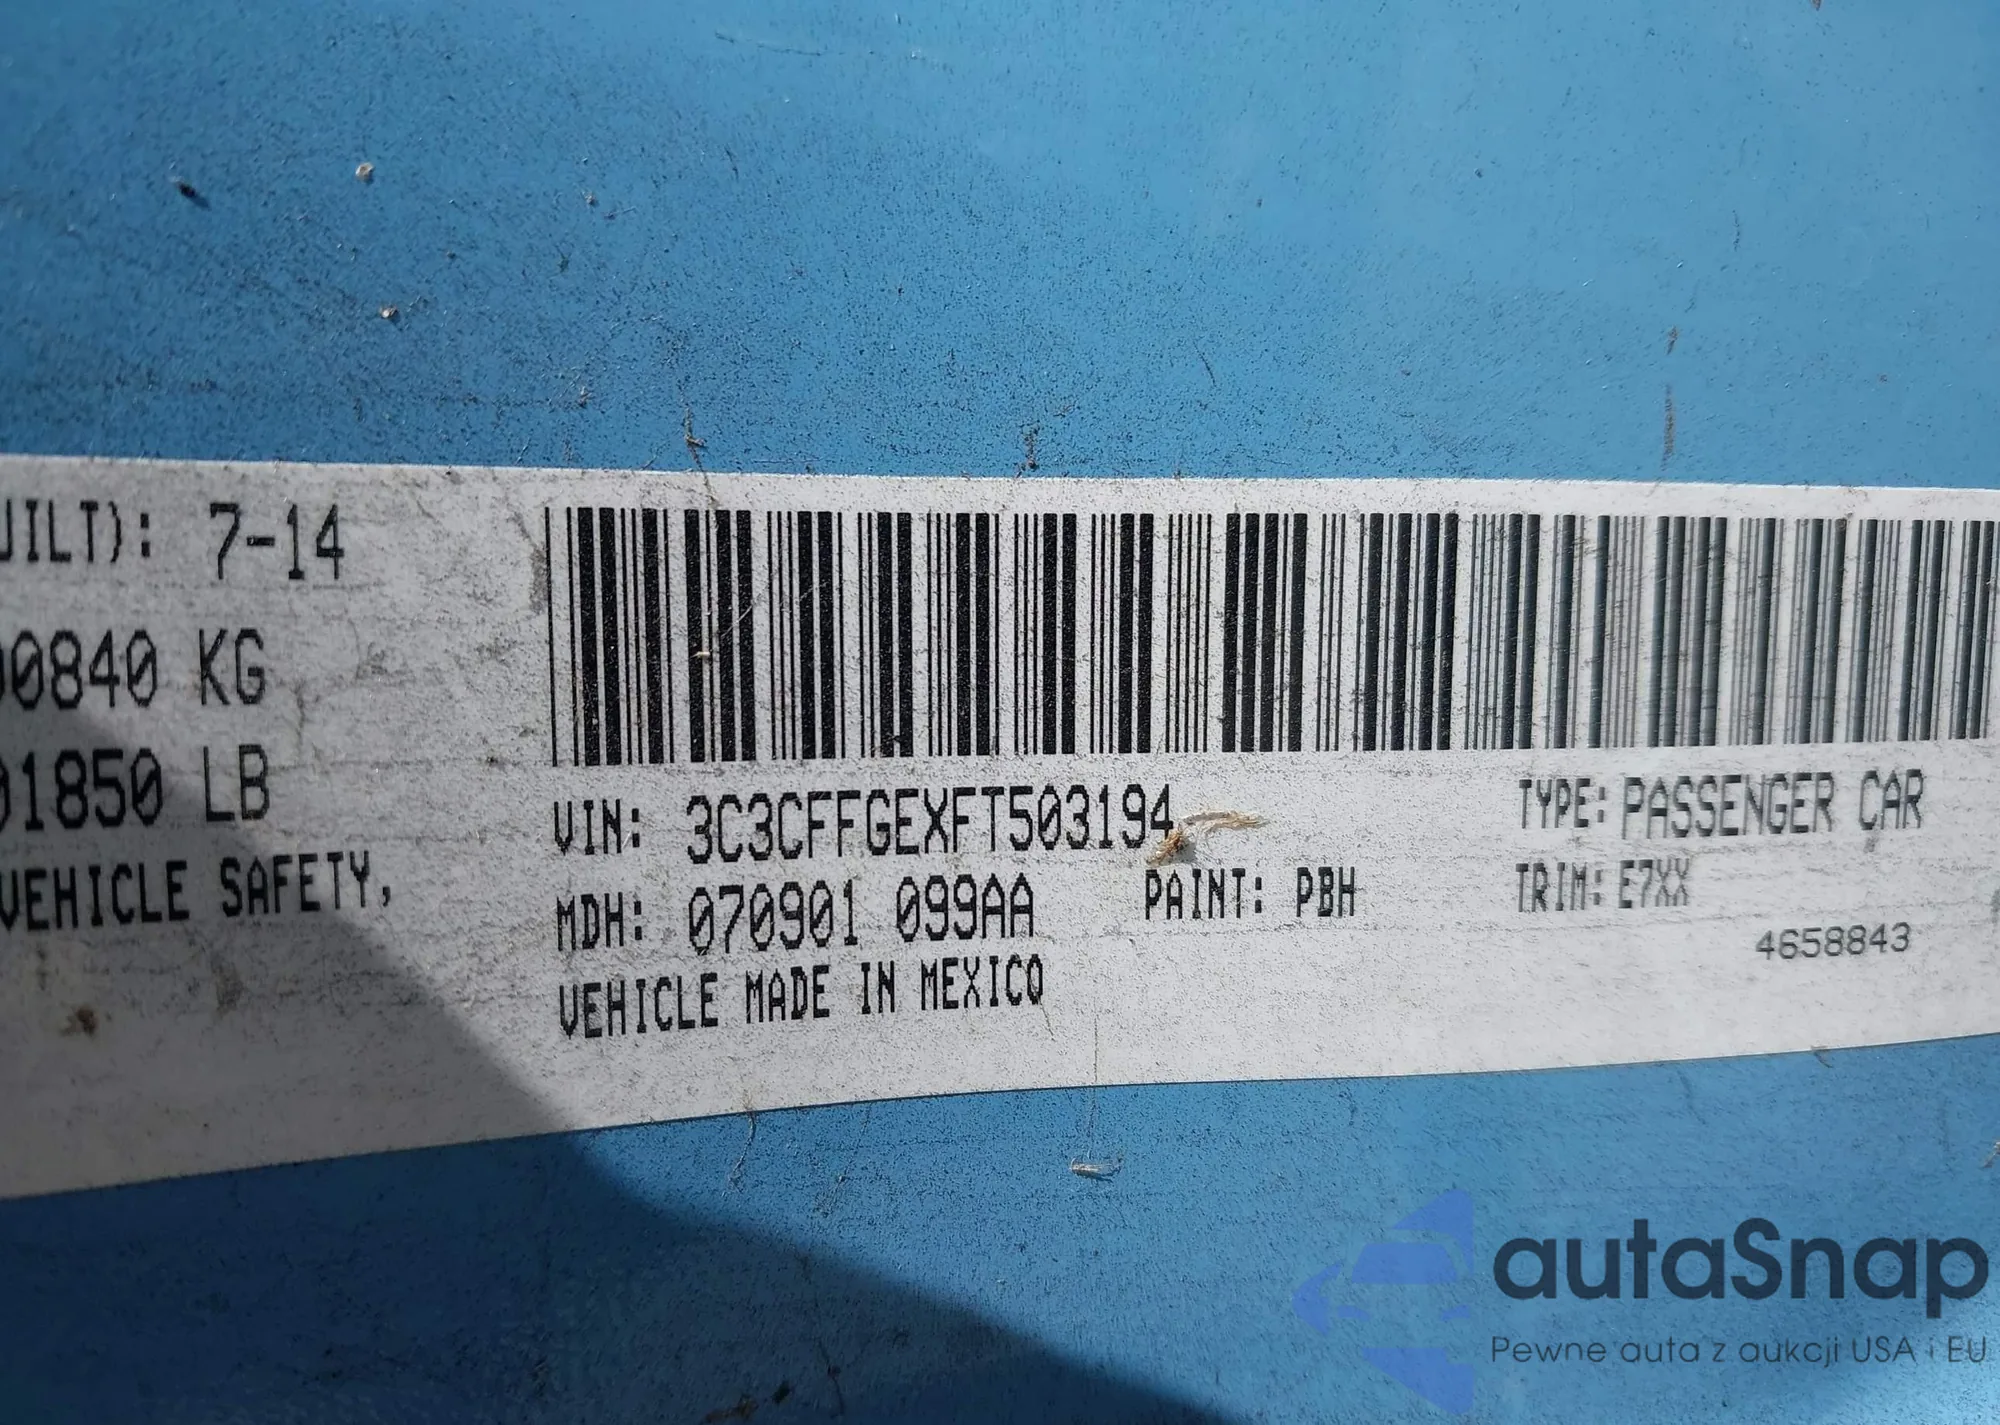 UILT): 7-14
00840 KG
01850 LB
VEHICLE SAFETY,
VIN: 3C3CFFGEXFT503194
TYPE: PASSENGER CAR
MDH: 070901 099AA
PAINT: PBH
TRIM: E7XX
VEHICLE MADE IN MEXICO
4658843
autaSnap
Pewne auta z aukcji USA i EU